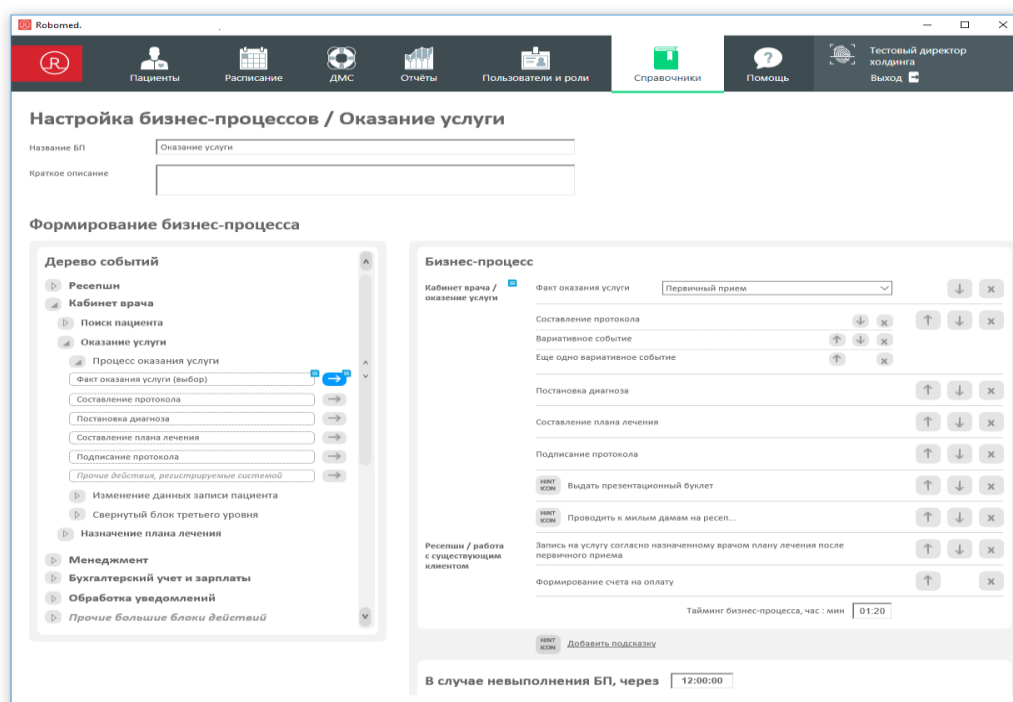 Robomed.
R
Пациенты
Расписание
ДМС
Отчёты
Пользователи и роли
Справочники
?
Помощь
Тестовый директор
холдинга
Выход
Настройка бизнес-процессов / Оказание услуги
Название БП
Оказание услуги
Краткое описание
Формирование бизнес-процесса
Дерево событий
Ресепшн
Кабинет врача
Поиск пациента
Оказание услуги
Процесс оказания услуги
Факт оказания услуги (выбор)
Составление протокола
Постановка диагноза
Составление плана лечения
Подписание протокола
Прочие действия, регистрируемые системой
Изменение данных записи пациента
Свернутый блок третьего уровня
Назначение плана лечения
Менеджмент
Бухгалтерский учет и зарплаты
Обработка уведомлений
Прочие большие блоки действий
Бизнес-процесс
Кабинет врача /
оказение услуги
Факт оказания услуги
Первичный прием
Составление протокола
Вариативное событие
Еще одно вариативное событие
Постановка диагноза
Составление плана лечения
Подписание протокола
HINT
ICON
Выдать презентационный буклет
HINT
ICON
Проводить к милым дамам на ресеп...
Ресепшн / работа
с существующим
клиентом
Запись на услугу согласно назначенному врачом плану лечения после
первичного приема
Формирование счета на оплату
Тайминг бизнес-процесса, час : мин 01:20
HINT
ICON
Добавить подсказку
В случае невыполнения БП, через 12:00:00